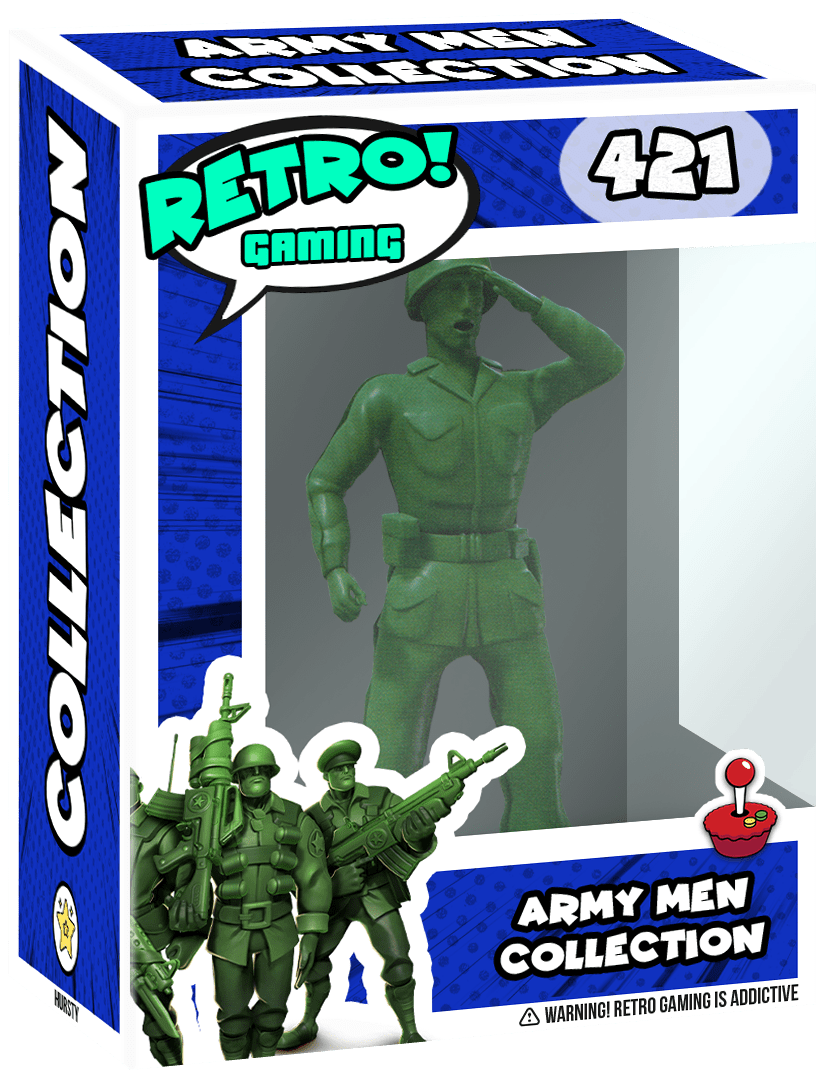 ARMY MEN
COLLECTION
RETRO!
GAMING
421
COLLECTION
HURSTY
ARMY MEN
COLLECTION
WARNING! RETRO GAMING IS ADDICTIVE